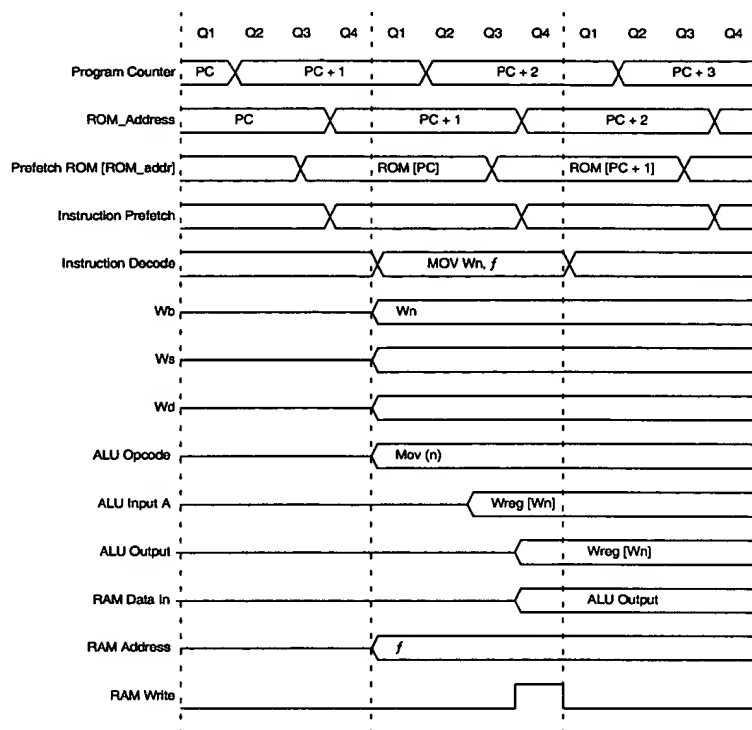 Q1 Q2 Q3 Q4 Q1 Q2 Q3 Q4 Q1 Q2 Q3 Q4
Program Counter PC PC + 1 PC + 2 PC + 3
ROM_Address PC PC + 1 PC + 2
Prefetch ROM [ROM_addr] ROM [PC] ROM [PC + 1]
Instruction Prefetch
Instruction Decode MOV Wn, f
Wb Wn
Ws
Wd
ALU Opcode Mov (n)
ALU Input A Wreg [Wn]
ALU Output Wreg [Wn]
RAM Data In ALU Output
RAM Address f
RAM Write